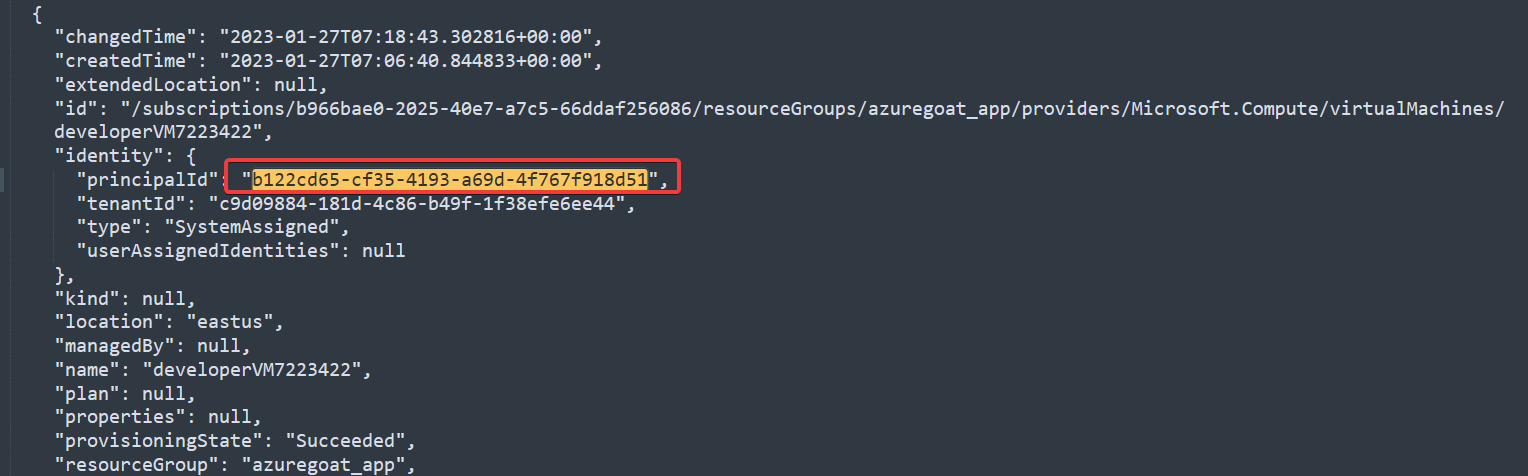 {
"changedTime": "2023-01-27T07:18:43.302816+00:00",
"createdTime": "2023-01-27T07:06:40.844833+00:00",
"extendedLocation": null,
"id": "/subscriptions/b966bae0-2025-40e7-a7c5-66ddaf256086/resourceGroups/azuregoat_app/providers/Microsoft.Compute/virtualMachines/
developerVM7223422",
"identity": {
"principalId": "b122cd65-cf35-4193-a69d-4f767f918d51",
"tenantId": "c9d09884-181d-4c86-b49f-1f38efe6ee44",
"type": "SystemAssigned",
"userAssignedIdentities": null
},
"kind": null,
"location": "eastus",
"managedBy": null,
"name": "developerVM7223422",
"plan": null,
"properties": null,
"provisioningState": "Succeeded",
"resourceGroup": "azuregoat_app",